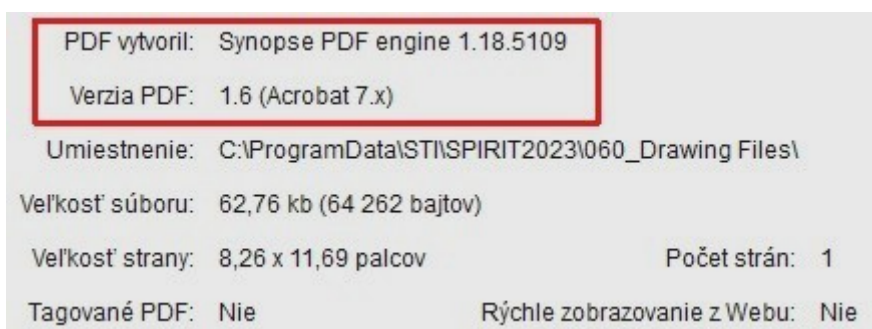 PDF vytvoril: Synopse PDF engine 1.18.5109
Verzia PDF: 1.6 (Acrobat 7.x)
Umiestnenie: C:\ProgramData\STI\SPIRIT2023\060_Drawing Files\
Veľkosť súboru: 62,76 kb (64 262 bajtov)
Veľkosť strany: 8,26 x 11,69 palcov Počet strán: 1
Tagované PDF: Nie Rýchle zobrazovanie z Webu: Nie